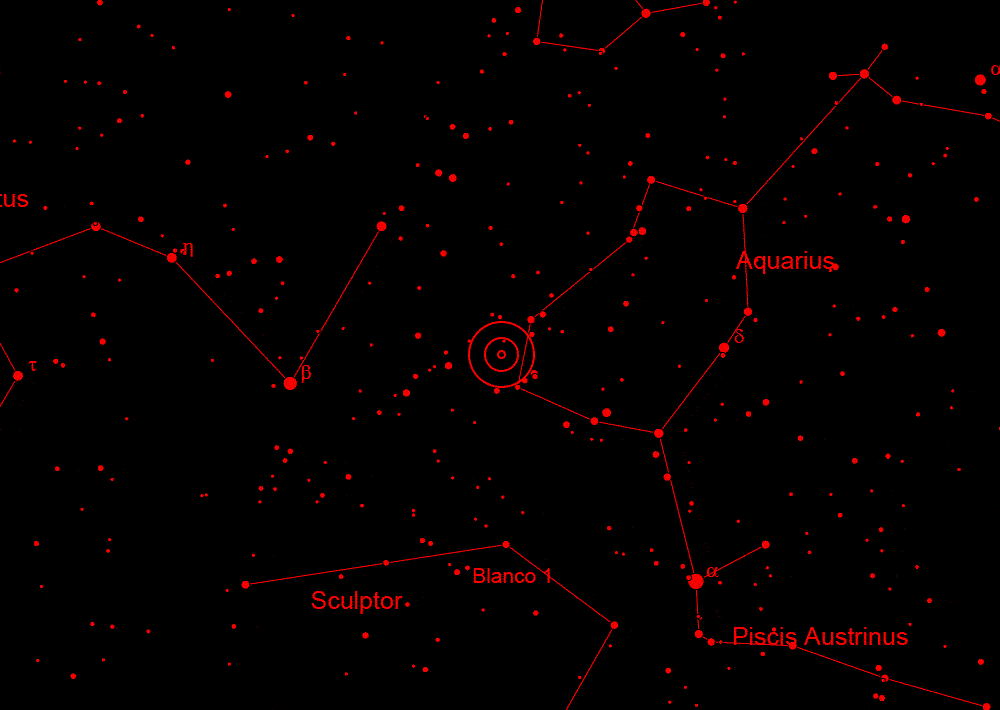 α
tus
η
Aquarius
δ
τ
β
α
Blanco 1
Sculptor
Piscis Austrinus